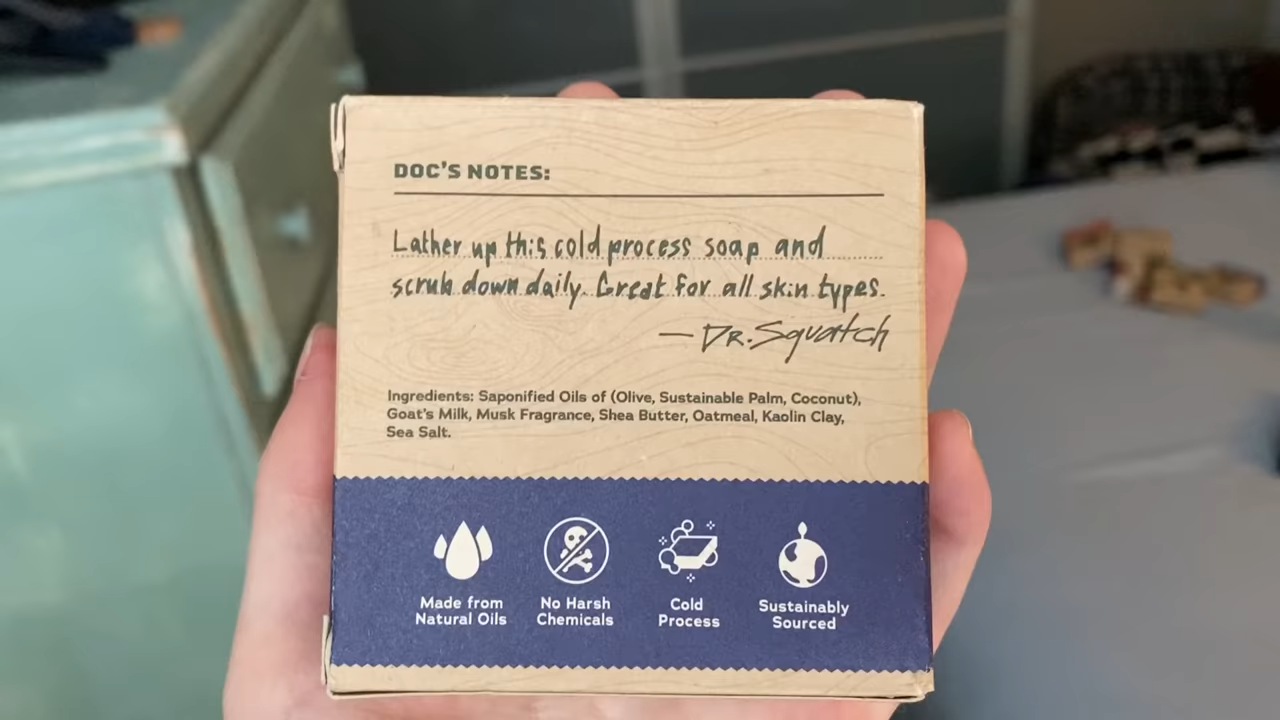 DOC'S NOTES:
Lather up this cold process soap and
scrub down daily. Great for all skin types.
— DR. Squatch
Ingredients: Saponified Oils of (Olive, Sustainable Palm, Coconut),
Goat's Milk, Musk Fragrance, Shea Butter, Oatmeal, Kaolin Clay,
Sea Salt.
Made from
Natural Oils
No Harsh
Chemicals
Cold
Process
Sustainably
Sourced